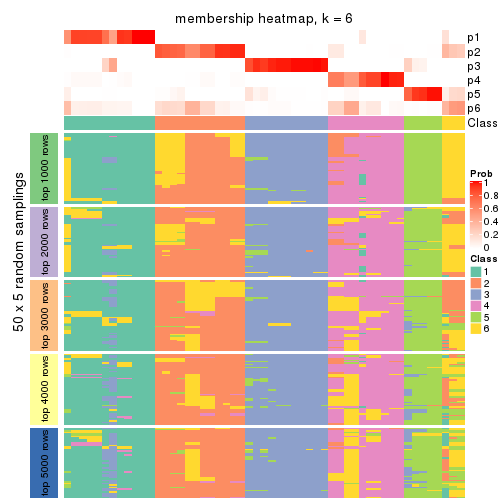 membership heatmap, k = 6
p1
p2
p3
p4
p5
p6
Class
50 x 5 random samplings
top 1000 rows
top 2000 rows
top 3000 rows
top 4000 rows
top 5000 rows
Prob
1
0.8
0.6
0.4
0.2
0
Class
1
2
3
4
5
6